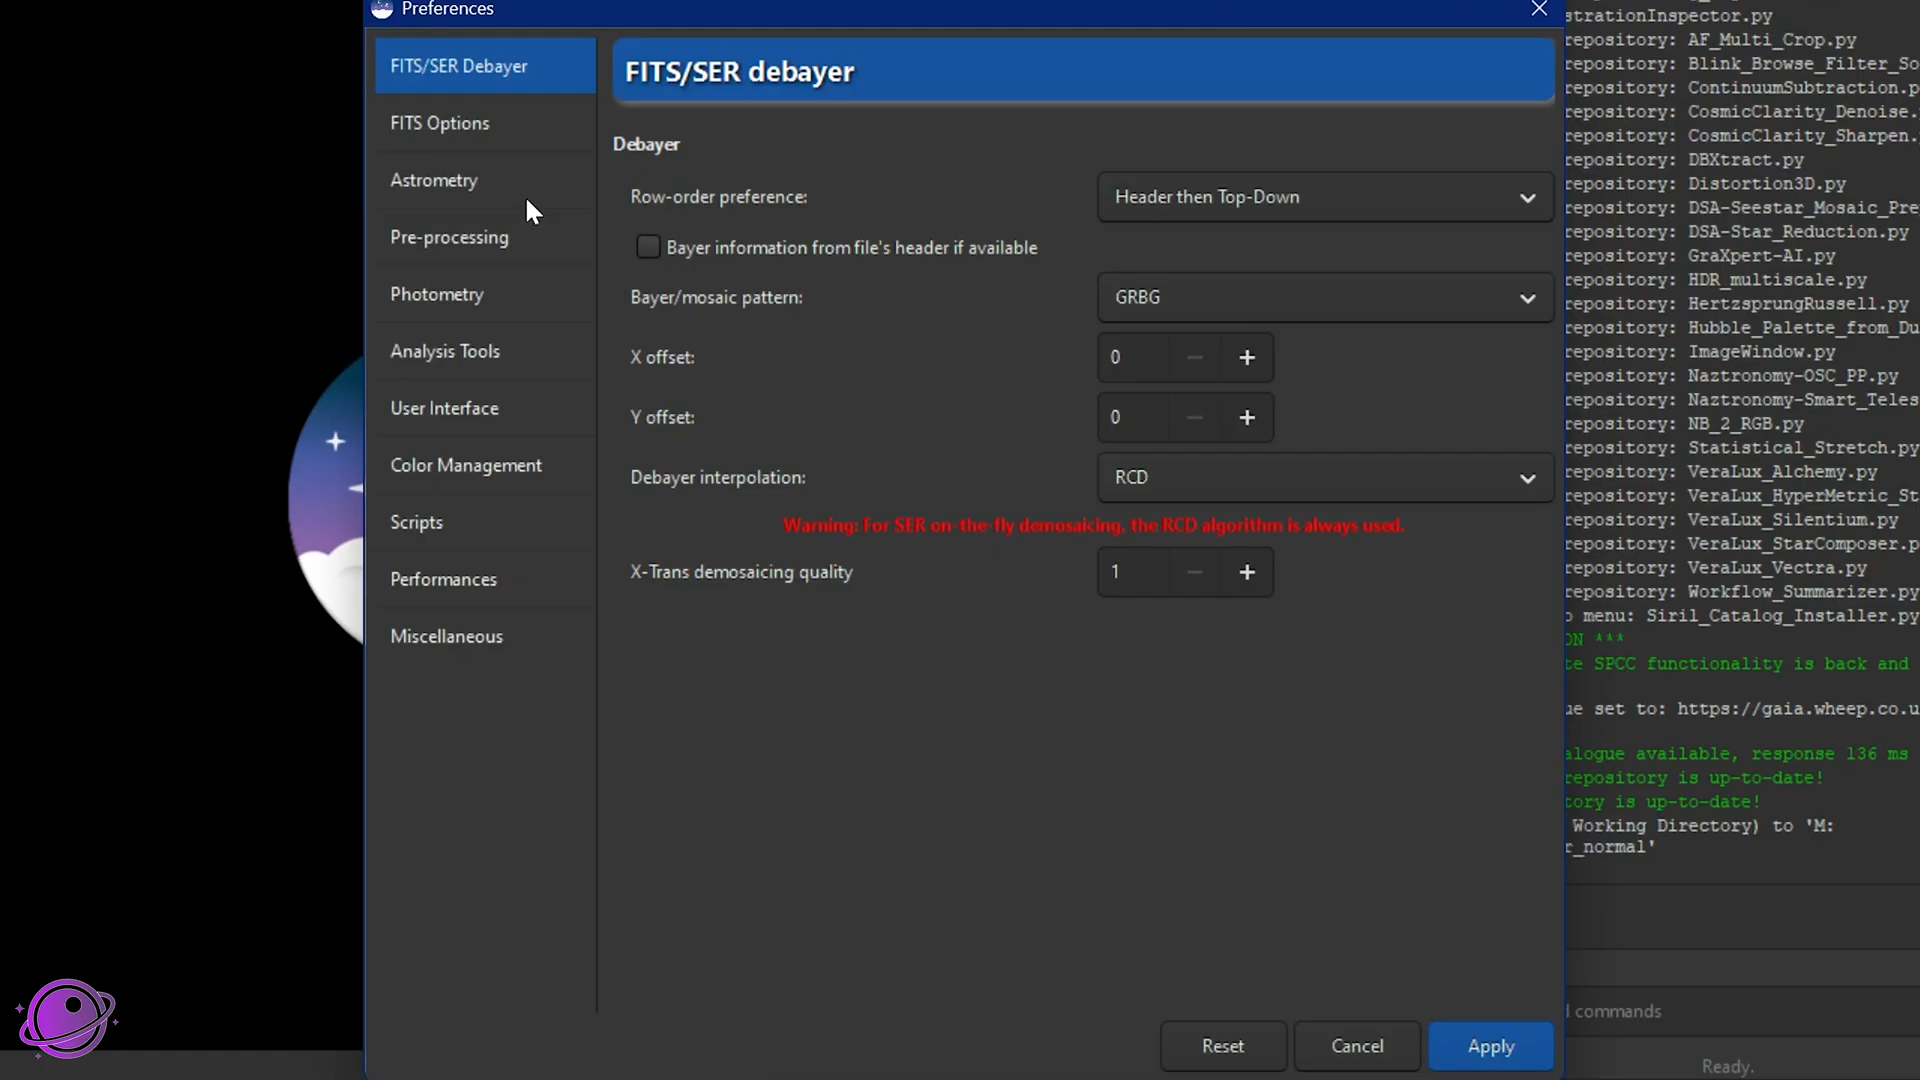 Preferences
FITS/SER Debayer
FITS Options
Astrometry
Pre-processing
Photometry
Analysis Tools
User Interface
Color Management
Scripts
Performances
Miscellaneous
FITS/SER debayer
Debayer
Row-order preference:
Header then Top-Down
Bayer information from file's header if available
Bayer/mosaic pattern:
GRBG
X offset:
0
Y offset:
0
Debayer interpolation:
RCD
Warning: For SER on-the-fly demosaicing, the RCD algorithm is always used.
X-Trans demosaicing quality
1
Reset
Cancel
Apply
strationInspector.py
repository: AF_Multi_Crop.py
repository: Blink_Browse_Filter_So
repository: ContinuumSubtraction.p
repository: CosmicClarity_Denoise.
repository: CosmicClarity_Sharpen.
repository: DBXtract.py
repository: Distortion3D.py
repository: DSA-Seestar_Mosaic_Pre
repository: DSA-Star_Reduction.py
repository: GraXpert-AI.py
repository: HDR_multiscale.py
repository: HertzsprungRussell.py
repository: Hubble_Palette_from_Du
repository: ImageWindow.py
repository: Naztronomy-OSC_PP.py
repository: Naztronomy-Smart_Teles
repository: NB_2_RGB.py
repository: Statistical_Stretch.py
repository: VeraLux_Alchemy.py
repository: VeraLux_HyperMetric_St
repository: VeraLux_Silentium.py
repository: VeraLux_StarComposer.p
repository: VeraLux_Vectra.py
repository: Workflow_Summarizer.py
o menu: Siril_Catalog_Installer.py
ON ***
te SPCC functionality is back and
ue set to: https://gaia.wheep.co.u
alogue available, response 136 ms
repository is up-to-date!
tory is up-to-date!
Working Directory) to 'M:
r_normal'
commands
Ready.